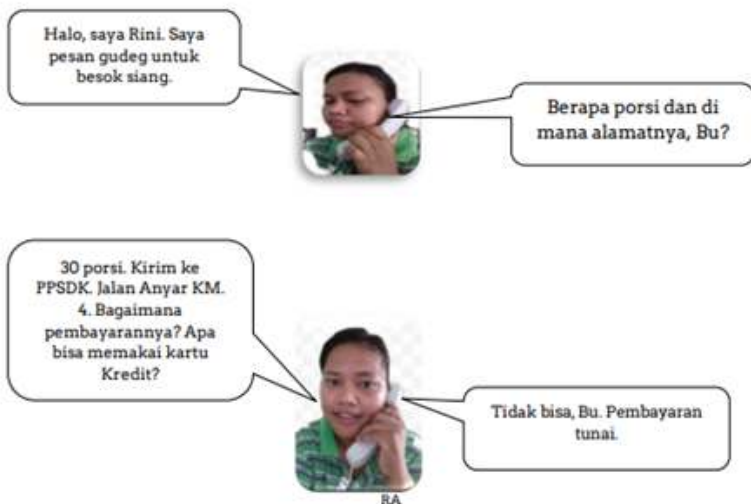 Halo, saya Rini. Saya
pesan gudeg untuk
besok siang.
Berapa porsi dan di
mana alamatnya, Bu?
30 porsi. Kirim ke
PPSDK. Jalan Anyar KM.
4. Bagaimana
pembayarannya? Apa
bisa memakai kartu
Kredit?
Tidak bisa, Bu. Pembayaran
tunai.
RA